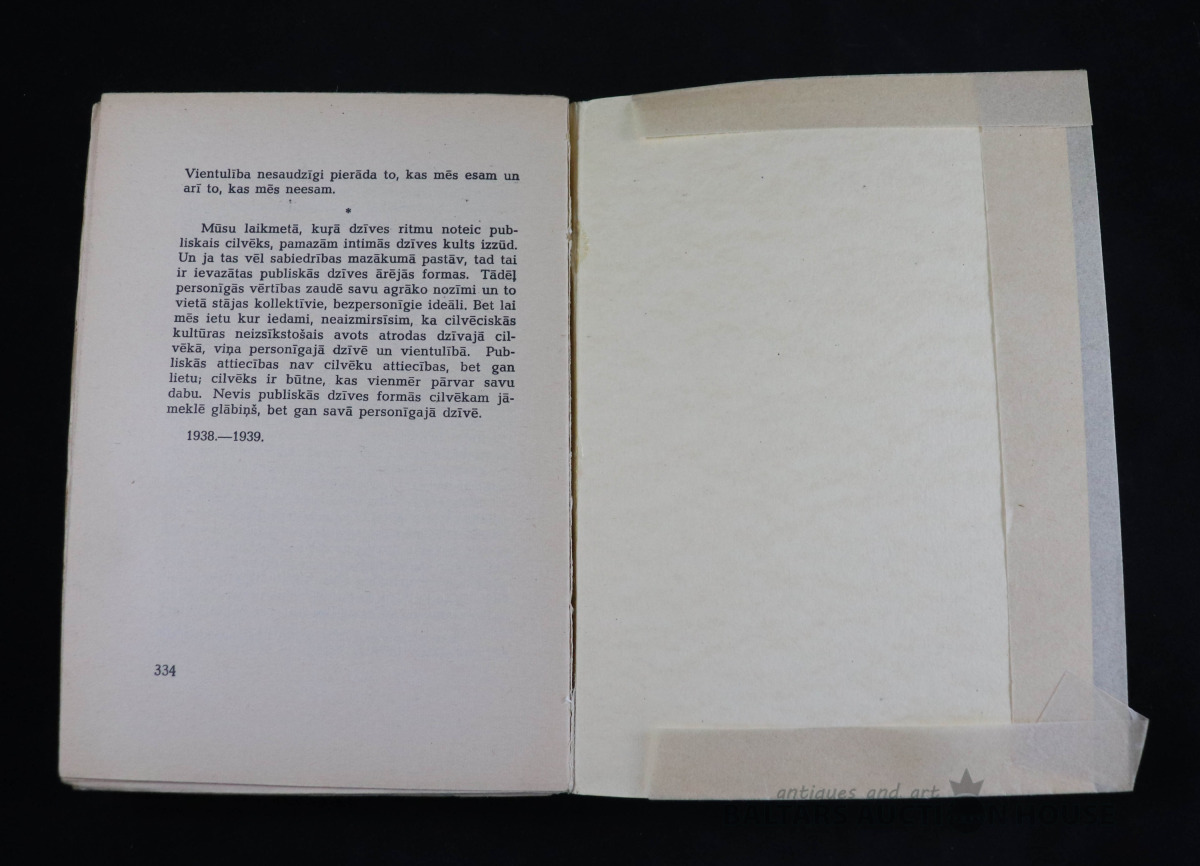 Vientulība nesaudzīgi pierāda to, kas mēs esam un
arī to, kas mēs neesam.
*
Mūsu laikmetā, kuŗā dzīves ritmu noteic pub-
liskais cilvēks, pamazām intimās dzīves kults izzūd.
Un ja tas vēl sabiedrības mazākumā pastāv, tad tai
ir ievazātas publiskās dzīves ārējās formas. Tādēļ
personīgās vērtības zaudē savu agrāko nozīmi un to
vietā stājas kollektīvie, bezpersonīgie ideāli. Bet lai
mēs ietu kur iedami, neaizmirsīsim, ka cilvēciskās
kultūras neizsīkstošais avots atrodas dzīvajā cil-
vēkā, viņa personīgajā dzīvē un vientulībā. Pub-
liskās attiecības nav cilvēku attiecības, bet gan
lietu; cilvēks ir būtne, kas vienmēr pārvar savu
dabu. Nevis publiskās dzīves formās cilvēkam jā-
meklē glābiņš, bet gan savā personīgajā dzīvē.
1938.—1939.
334
antiques and art
BALTARS AUCTION HOUSE